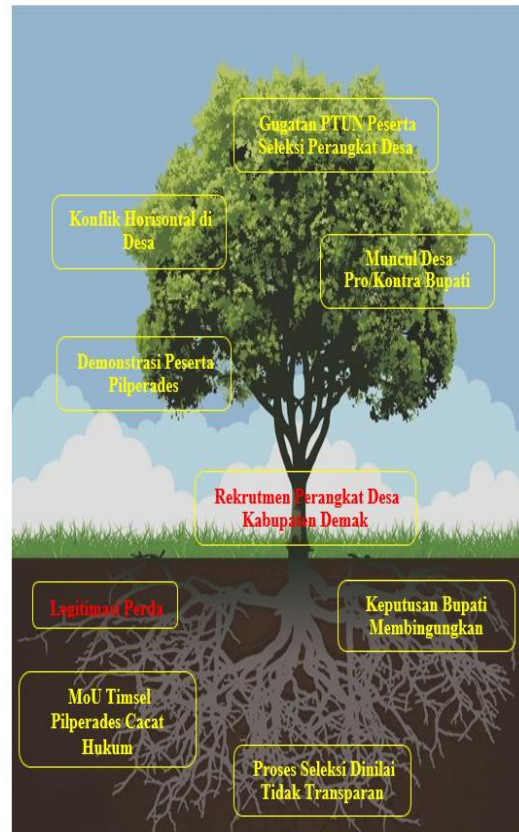 Gugatan PTUN Peserta
Seleksi Perangkat Desa
Konflik Horisontal di
Desa
Muncul Desa
Pro/Kontra Bupati
Demonstrasi Peserta
Pilperades
Rekrutmen Perangkat Desa
Kabupaten Demak
Legitimasi Perda
Keputusan Bupati
Membingungkan
MoU Timsel
Pilperades Cacat
Hukum
Proses Seleksi Dinilai
Tidak Transparan